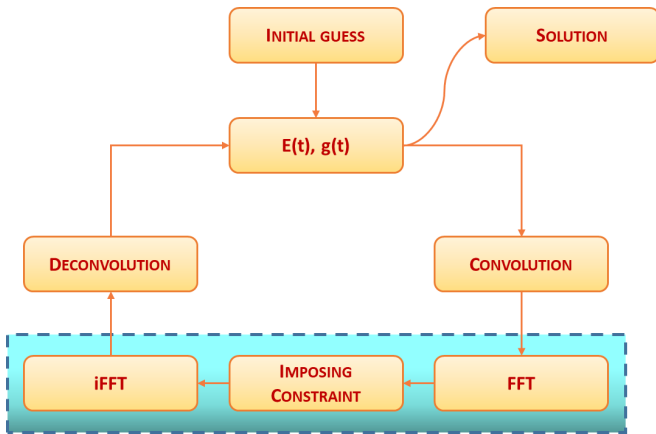 INITIAL GUESS
SOLUTION
E(t), g(t)
DECONVOLUTION
CONVOLUTION
iFFT
IMPOSING
CONSTRAINT
FFT